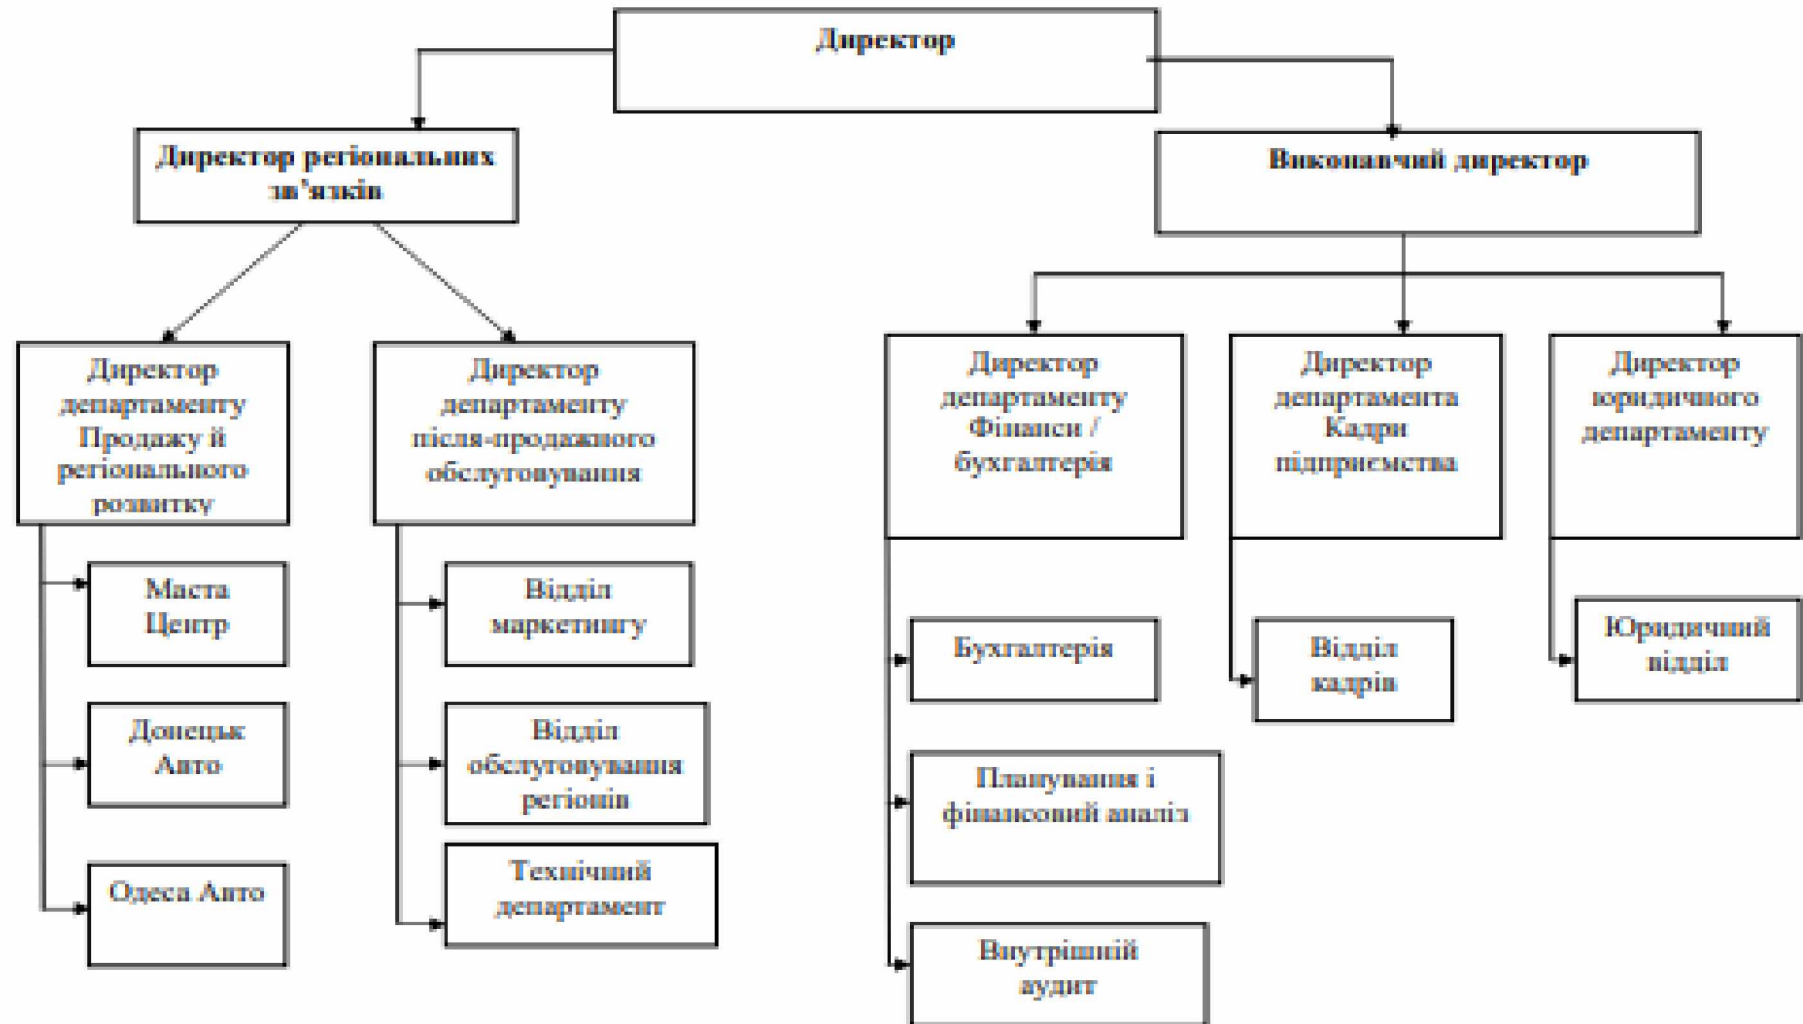 Директор
Директор регіональних
зв’язків
Виконавчий директор
Директор
департаменту
Продажу й
регіонального
розвитку
Директор
департаменту
після-продажного
обслуговування
Директор
департаменту
Фінанси /
бухгалтерія
Директор
департамента
Кадри
підприємства
Директор
юридичного
департаменту
Маста
Центр
Відділ
маркетингу
Бухгалтерія
Відділ
кадрів
Юридичний
відділ
Донецьк
Авто
Відділ
обслуговування
регіонів
Планування і
фінансовий аналіз
Одеса Авто
Технічний
департамент
Внутрішній
аудит